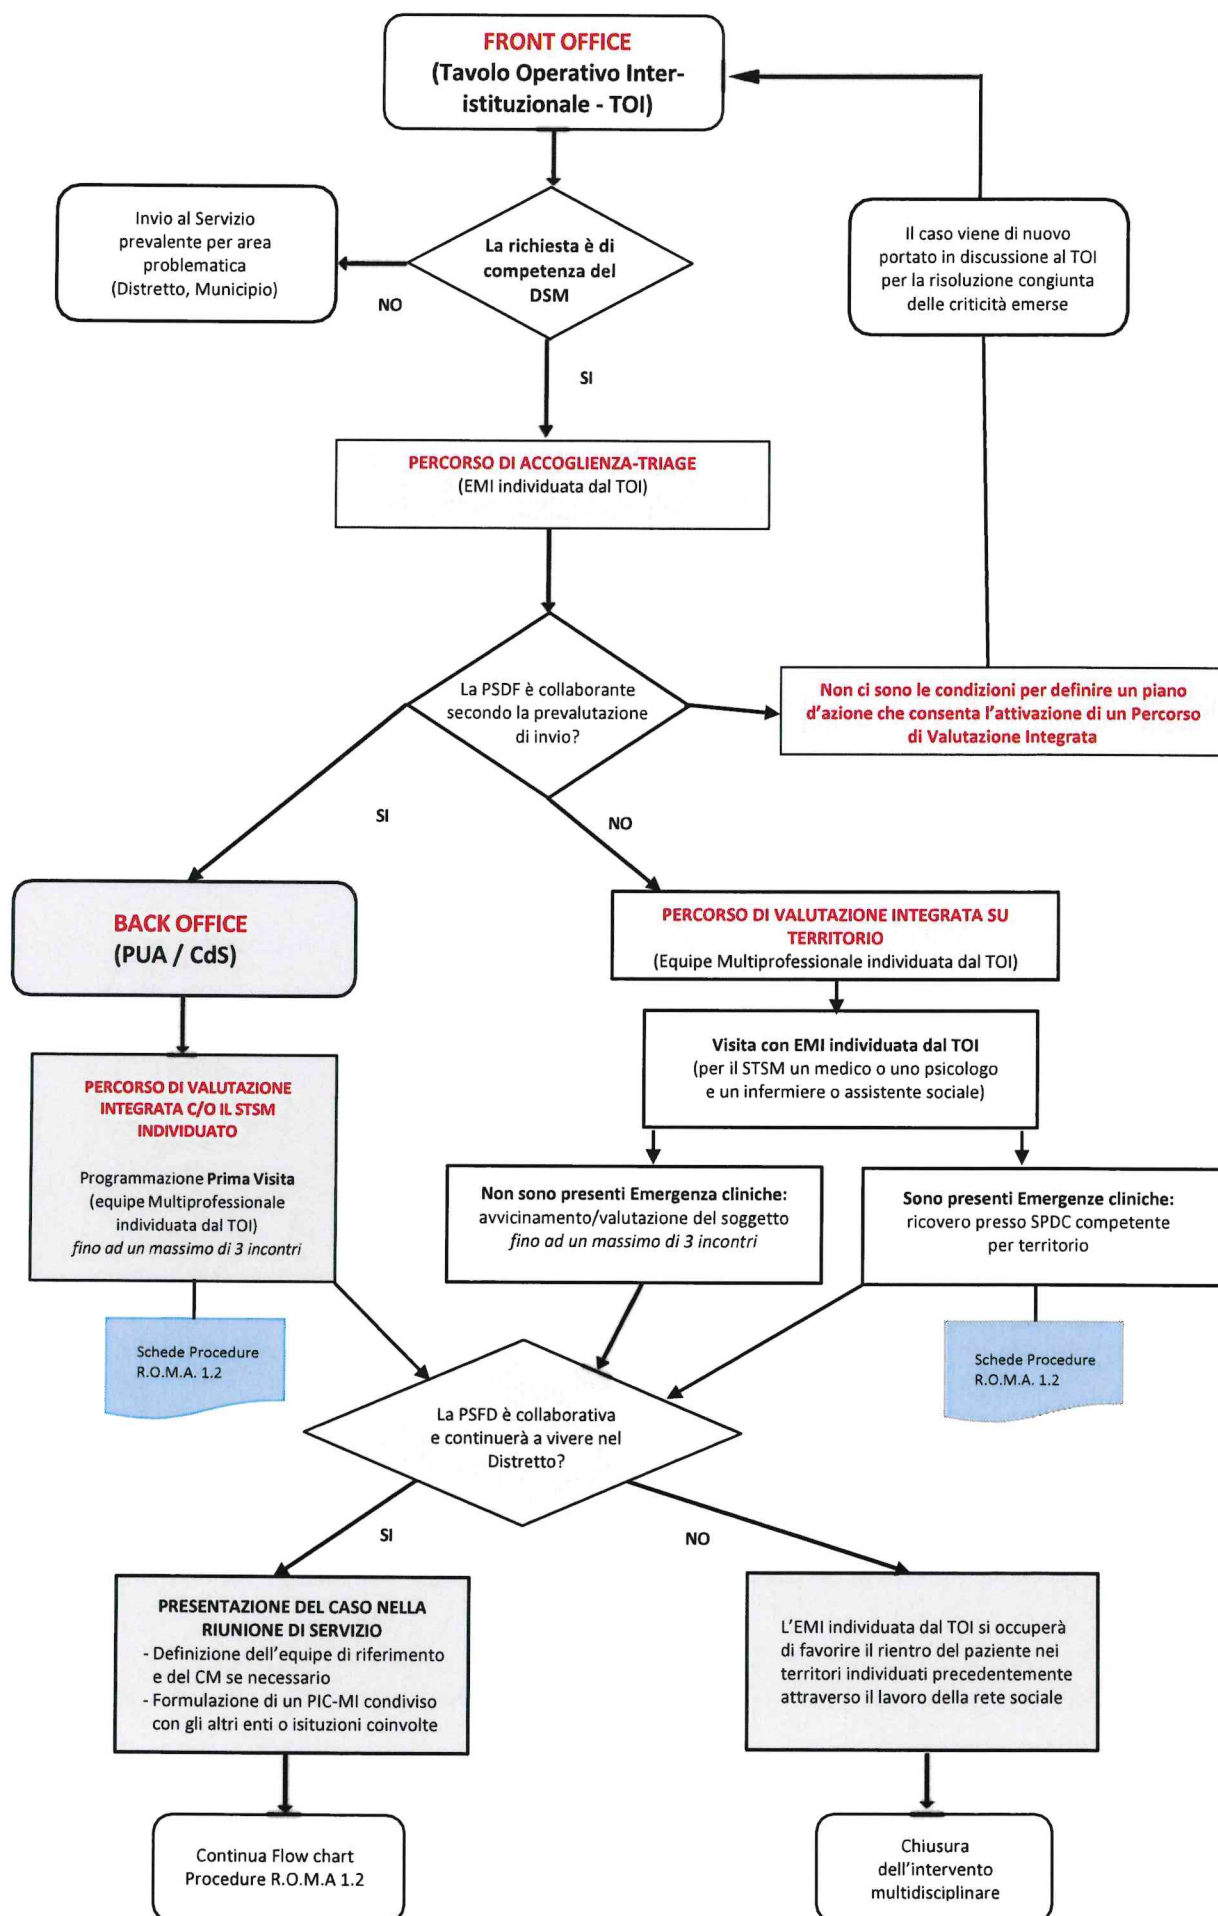 FRONT OFFICE
(Tavolo Operativo Inter-
istituzionale - TOI)
Invio al Servizio
prevalente per area
problematica
(Distretto, Municipio)
NO
La richiesta è di
competenza del
DSM
Il caso viene di nuovo
portato in discussione al TOI
per la risoluzione congiunta
delle criticità emerse
SI
PERCORSO DI ACCOGLIENZA-TRIAGE
(EMI individuata dal TOI)
La PSDF è collaborante
secondo la prevalutazione
di invio?
Non ci sono le condizioni per definire un piano
d'azione che consenta l'attivazione di un Percorso
di Valutazione Integrata
SI
NO
BACK OFFICE
(PUA / CdS)
PERCORSO DI VALUTAZIONE INTEGRATA SU
TERRITORIO
(Equipe Multiprofessionale individuata dal TOI)
Visita con EMI individuata dal TOI
(per il STSM un medico o uno psicologo
e un infermiere o assistente sociale)
PERCORSO DI VALUTAZIONE
INTEGRATA C/O IL STSM
INDIVIDUATO
Programmazione Prima Visita
(equipe Multiprofessionale
individuata dal TOI)
fino ad un massimo di 3 incontri
Non sono presenti Emergenza cliniche:
avvicinamento/valutazione del soggetto
fino ad un massimo di 3 incontri
Sono presenti Emergenze cliniche:
ricovero presso SPDC competente
per territorio
Schede Procedure
R.O.M.A. 1.2
Schede Procedure
R.O.M.A. 1.2
La PSFD è collaborativa
e continuerà a vivere nel
Distretto?
SI
NO
PRESENTAZIONE DEL CASO NELLA
RIUNIONE DI SERVIZIO
- Definizione dell'equipe di riferimento
e del CM se necessario
- Formulazione di un PIC-MI condiviso
con gli altri enti o isituzioni coinvolte
L'EMI individuata dal TOI si occuperà
di favorire il rientro del paziente nei
territori individuati precedentemente
attraverso il lavoro della rete sociale
Continua Flow chart
Procedure R.O.M.A 1.2
Chiusura
dell'intervento
multidisciplinare